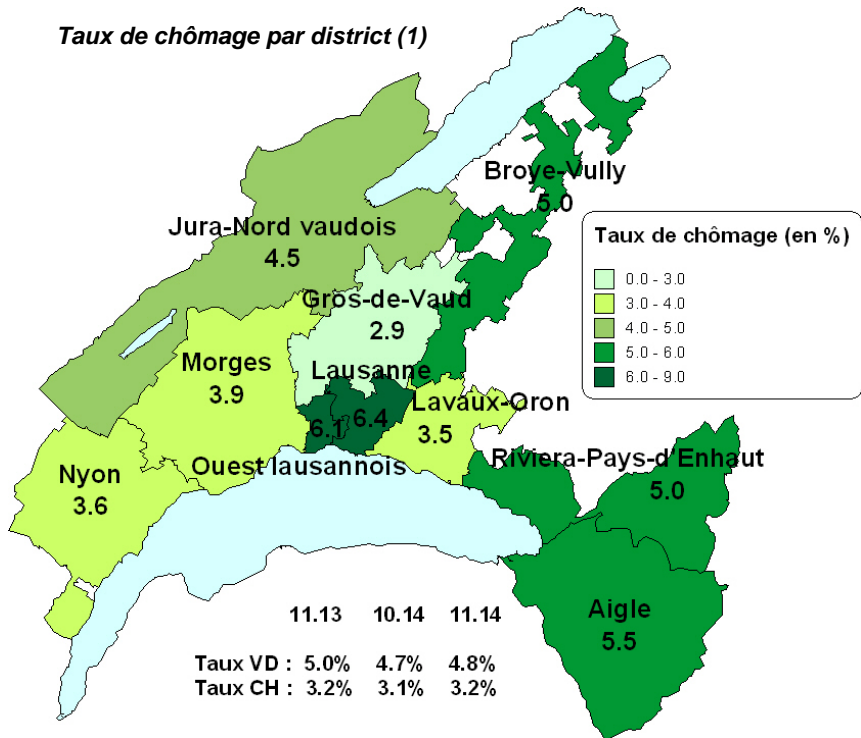 Taux de chômage par district (1)
Broye-Vully
5.0
Jura-Nord vaudois
4.5
Taux de chômage (en %)
0.0 - 3.0
3.0 - 4.0
4.0 - 5.0
5.0 - 6.0
6.0 - 9.0
Gros-de-Vaud
2.9
Morges
3.9
Lausanne
6.4
6.1
Lavaux-Oron
3.5
Ouest lausannois
Nyon
3.6
Riviera-Pays-d'Enhaut
5.0
Aigle
5.5
11.13 10.14 11.14
Taux VD : 5.0% 4.7% 4.8%
Taux CH : 3.2% 3.1% 3.2%